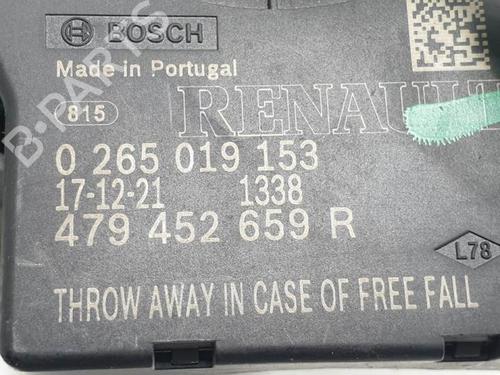 BOSCH
Made in Portugal
815
RENAULT
0 265 019 153
17-12-21 1338
479 452 659 R
L78
THROW AWAY IN CASE OF FREE FALL
B-PARTS